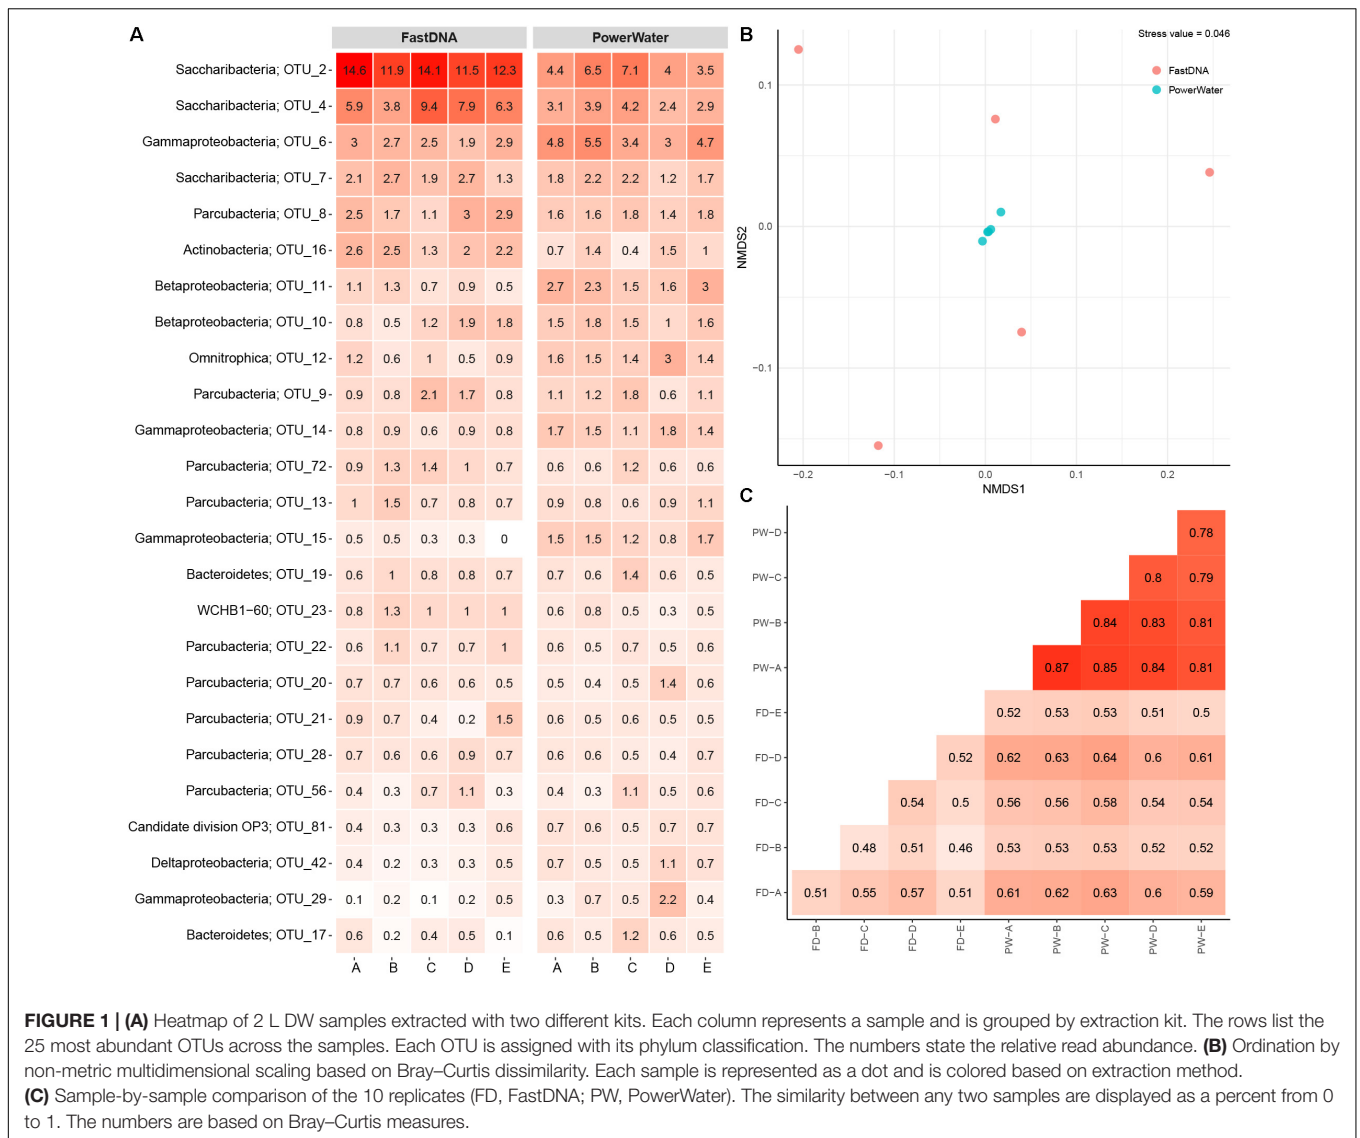 A
FastDNA PowerWater
Saccharibacteria; OTU_2 14.6 11.9 14.1 11.5 12.3 4.4 6.5 7.1 4 3.5
Saccharibacteria; OTU_4 5.9 3.8 9.4 7.9 6.3 3.1 3.9 4.2 2.4 2.9
Gammaproteobacteria; OTU_6 3 2.7 2.5 1.9 2.9 4.8 5.5 3.4 3 4.7
Saccharibacteria; OTU_7 2.1 2.7 1.9 2.7 1.3 1.8 2.2 2.2 1.2 1.7
Parcubacteria; OTU_8 2.5 1.7 1.1 3 2.9 1.6 1.6 1.8 1.4 1.8
Actinobacteria; OTU_16 2.6 2.5 1.3 2 2.2 0.7 1.4 0.4 1.5 1
Betaproteobacteria; OTU_11 1.1 1.3 0.7 0.9 0.5 2.7 2.3 1.5 1.6 3
Betaproteobacteria; OTU_10 0.8 0.5 1.2 1.9 1.8 1.5 1.8 1.5 1 1.6
Omnitrophica; OTU_12 1.2 0.6 1 0.5 0.9 1.6 1.5 1.4 3 1.4
Parcubacteria; OTU_9 0.9 0.8 2.1 1.7 0.8 1.1 1.2 1.8 0.6 1.1
Gammaproteobacteria; OTU_14 0.8 0.9 0.6 0.9 0.8 1.7 1.5 1.1 1.8 1.4
Parcubacteria; OTU_72 0.9 1.3 1.4 1 0.7 0.6 0.6 1.2 0.6 0.6
Parcubacteria; OTU_13 1 1.5 0.7 0.8 0.7 0.9 0.8 0.6 0.9 1.1
Gammaproteobacteria; OTU_15 0.5 0.5 0.3 0.3 0 1.5 1.5 1.2 0.8 1.7
Bacteroidetes; OTU_19 0.6 1 0.8 0.8 0.7 0.7 0.6 1.4 0.6 0.5
WCHB1−60; OTU_23 0.8 1.3 1 1 1 0.6 0.8 0.5 0.3 0.5
Parcubacteria; OTU_22 0.6 1.1 0.7 0.7 1 0.6 0.5 0.7 0.5 0.6
Parcubacteria; OTU_20 0.7 0.7 0.6 0.6 0.5 0.5 0.4 0.5 1.4 0.6
Parcubacteria; OTU_21 0.9 0.7 0.4 0.2 1.5 0.6 0.5 0.6 0.5 0.5
Parcubacteria; OTU_28 0.7 0.6 0.6 0.9 0.7 0.6 0.6 0.5 0.4 0.7
Parcubacteria; OTU_56 0.4 0.3 0.7 1.1 0.3 0.4 0.3 1.1 0.5 0.6
Candidate division OP3; OTU_81 0.4 0.3 0.3 0.3 0.6 0.7 0.6 0.5 0.7 0.7
Deltaproteobacteria; OTU_42 0.4 0.2 0.3 0.3 0.5 0.7 0.5 0.5 1.1 0.7
Gammaproteobacteria; OTU_29 0.1 0.2 0.1 0.2 0.5 0.3 0.7 0.5 2.2 0.4
Bacteroidetes; OTU_17 0.6 0.2 0.4 0.5 0.1 0.6 0.5 1.2 0.6 0.5
A B C D E A B C D E
B
Stress value = 0.046
FastDNA
PowerWater
NMDS2
0.1
0.0
−0.1
−0.2 −0.1 0.0 0.1 0.2
NMDS1
C
PW−D 0.78
PW−C 0.8 0.79
PW−B 0.84 0.83 0.81
PW−A 0.87 0.85 0.84 0.81
FD−E 0.52 0.53 0.53 0.51 0.5
FD−D 0.52 0.62 0.63 0.64 0.6 0.61
FD−C 0.54 0.5 0.56 0.56 0.58 0.54 0.54
FD−B 0.48 0.51 0.46 0.53 0.53 0.53 0.52 0.52
FD−A 0.51 0.55 0.57 0.51 0.61 0.62 0.63 0.6 0.59
FD−B FD−C FD−D FD−E PW−A PW−B PW−C PW−D PW−E
FIGURE 1 | (A) Heatmap of 2 L DW samples extracted with two different kits. Each column represents a sample and is grouped by extraction kit. The rows list the
25 most abundant OTUs across the samples. Each OTU is assigned with its phylum classification. The numbers state the relative read abundance. (B) Ordination by
non-metric multidimensional scaling based on Bray–Curtis dissimilarity. Each sample is represented as a dot and is colored based on extraction method.
(C) Sample-by-sample comparison of the 10 replicates (FD, FastDNA; PW, PowerWater). The similarity between any two samples are displayed as a percent from 0
to 1. The numbers are based on Bray–Curtis measures.